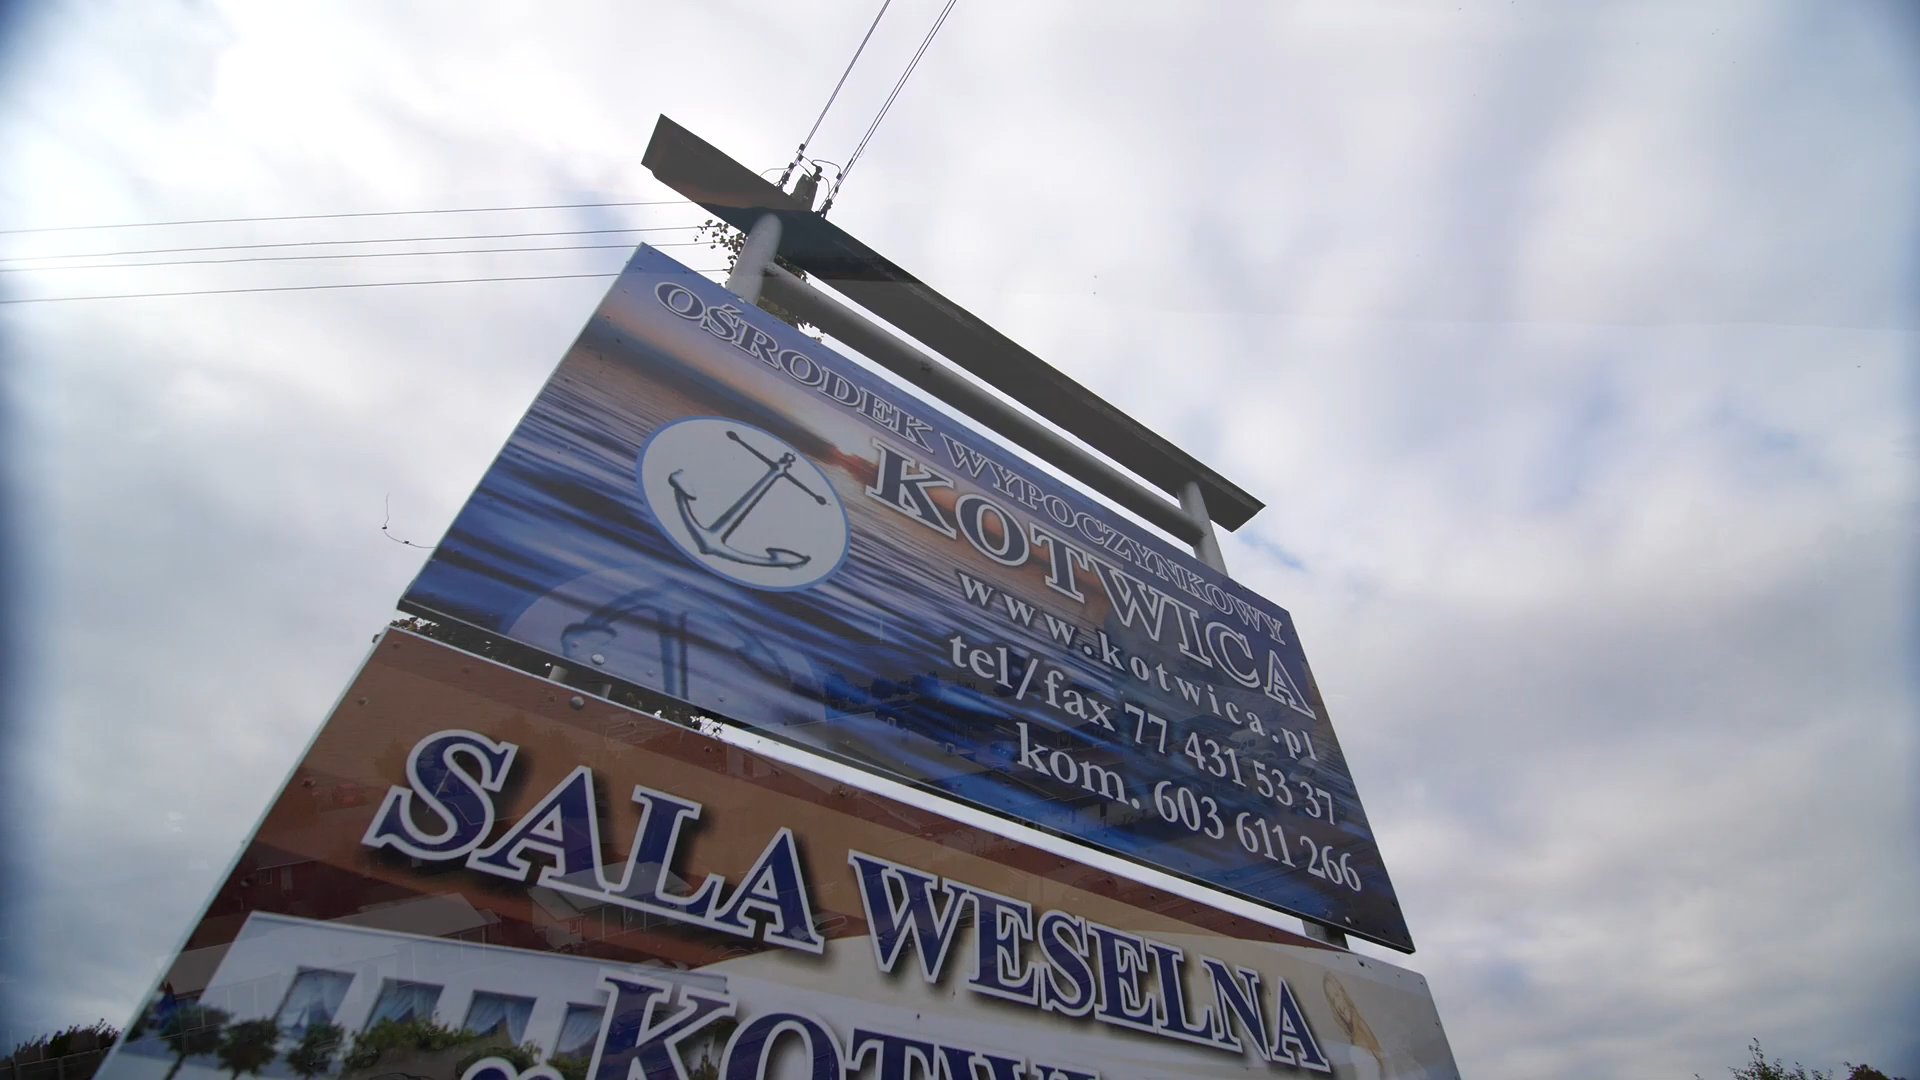 OŚRODEK WYPOCZYNKOWY
KOTWICA
www.kotwica.pl
tel/fax 77 431 53 37
kom. 603 611 266
SALA WESELNA